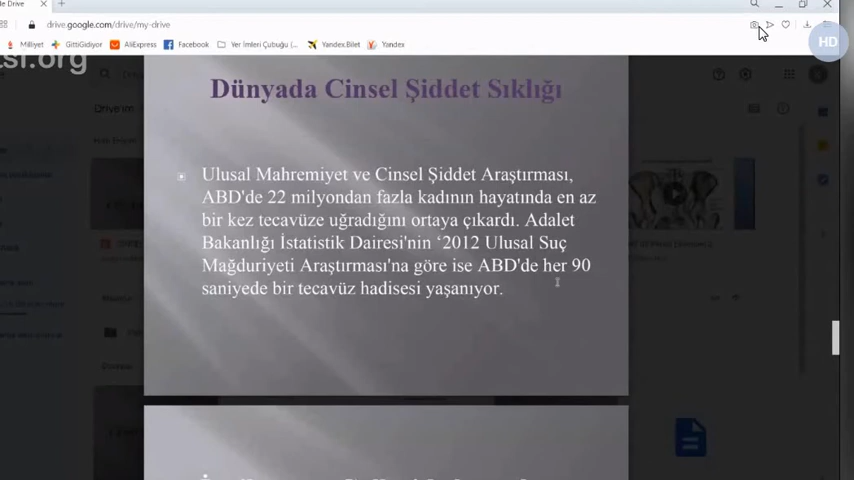 drive.google.com/drive/my-drive
Milliyet GittiGidiyor AliExpress Facebook Yer İmleri Çubuğu (... Yandex.Bilet Yandex
HD
Dünyada Cinsel Şiddet Sıklığı
Ulusal Mahremiyet ve Cinsel Şiddet Araştırması,
ABD'de 22 milyondan fazla kadının hayatında en az
bir kez tecavüze uğradığını ortaya çıkardı. Adalet
Bakanlığı İstatistik Dairesi'nin ‘2012 Ulusal Suç
Mağduriyeti Araştırması'na göre ise ABD'de her 90
saniyede bir tecavüz hadisesi yaşanıyor.